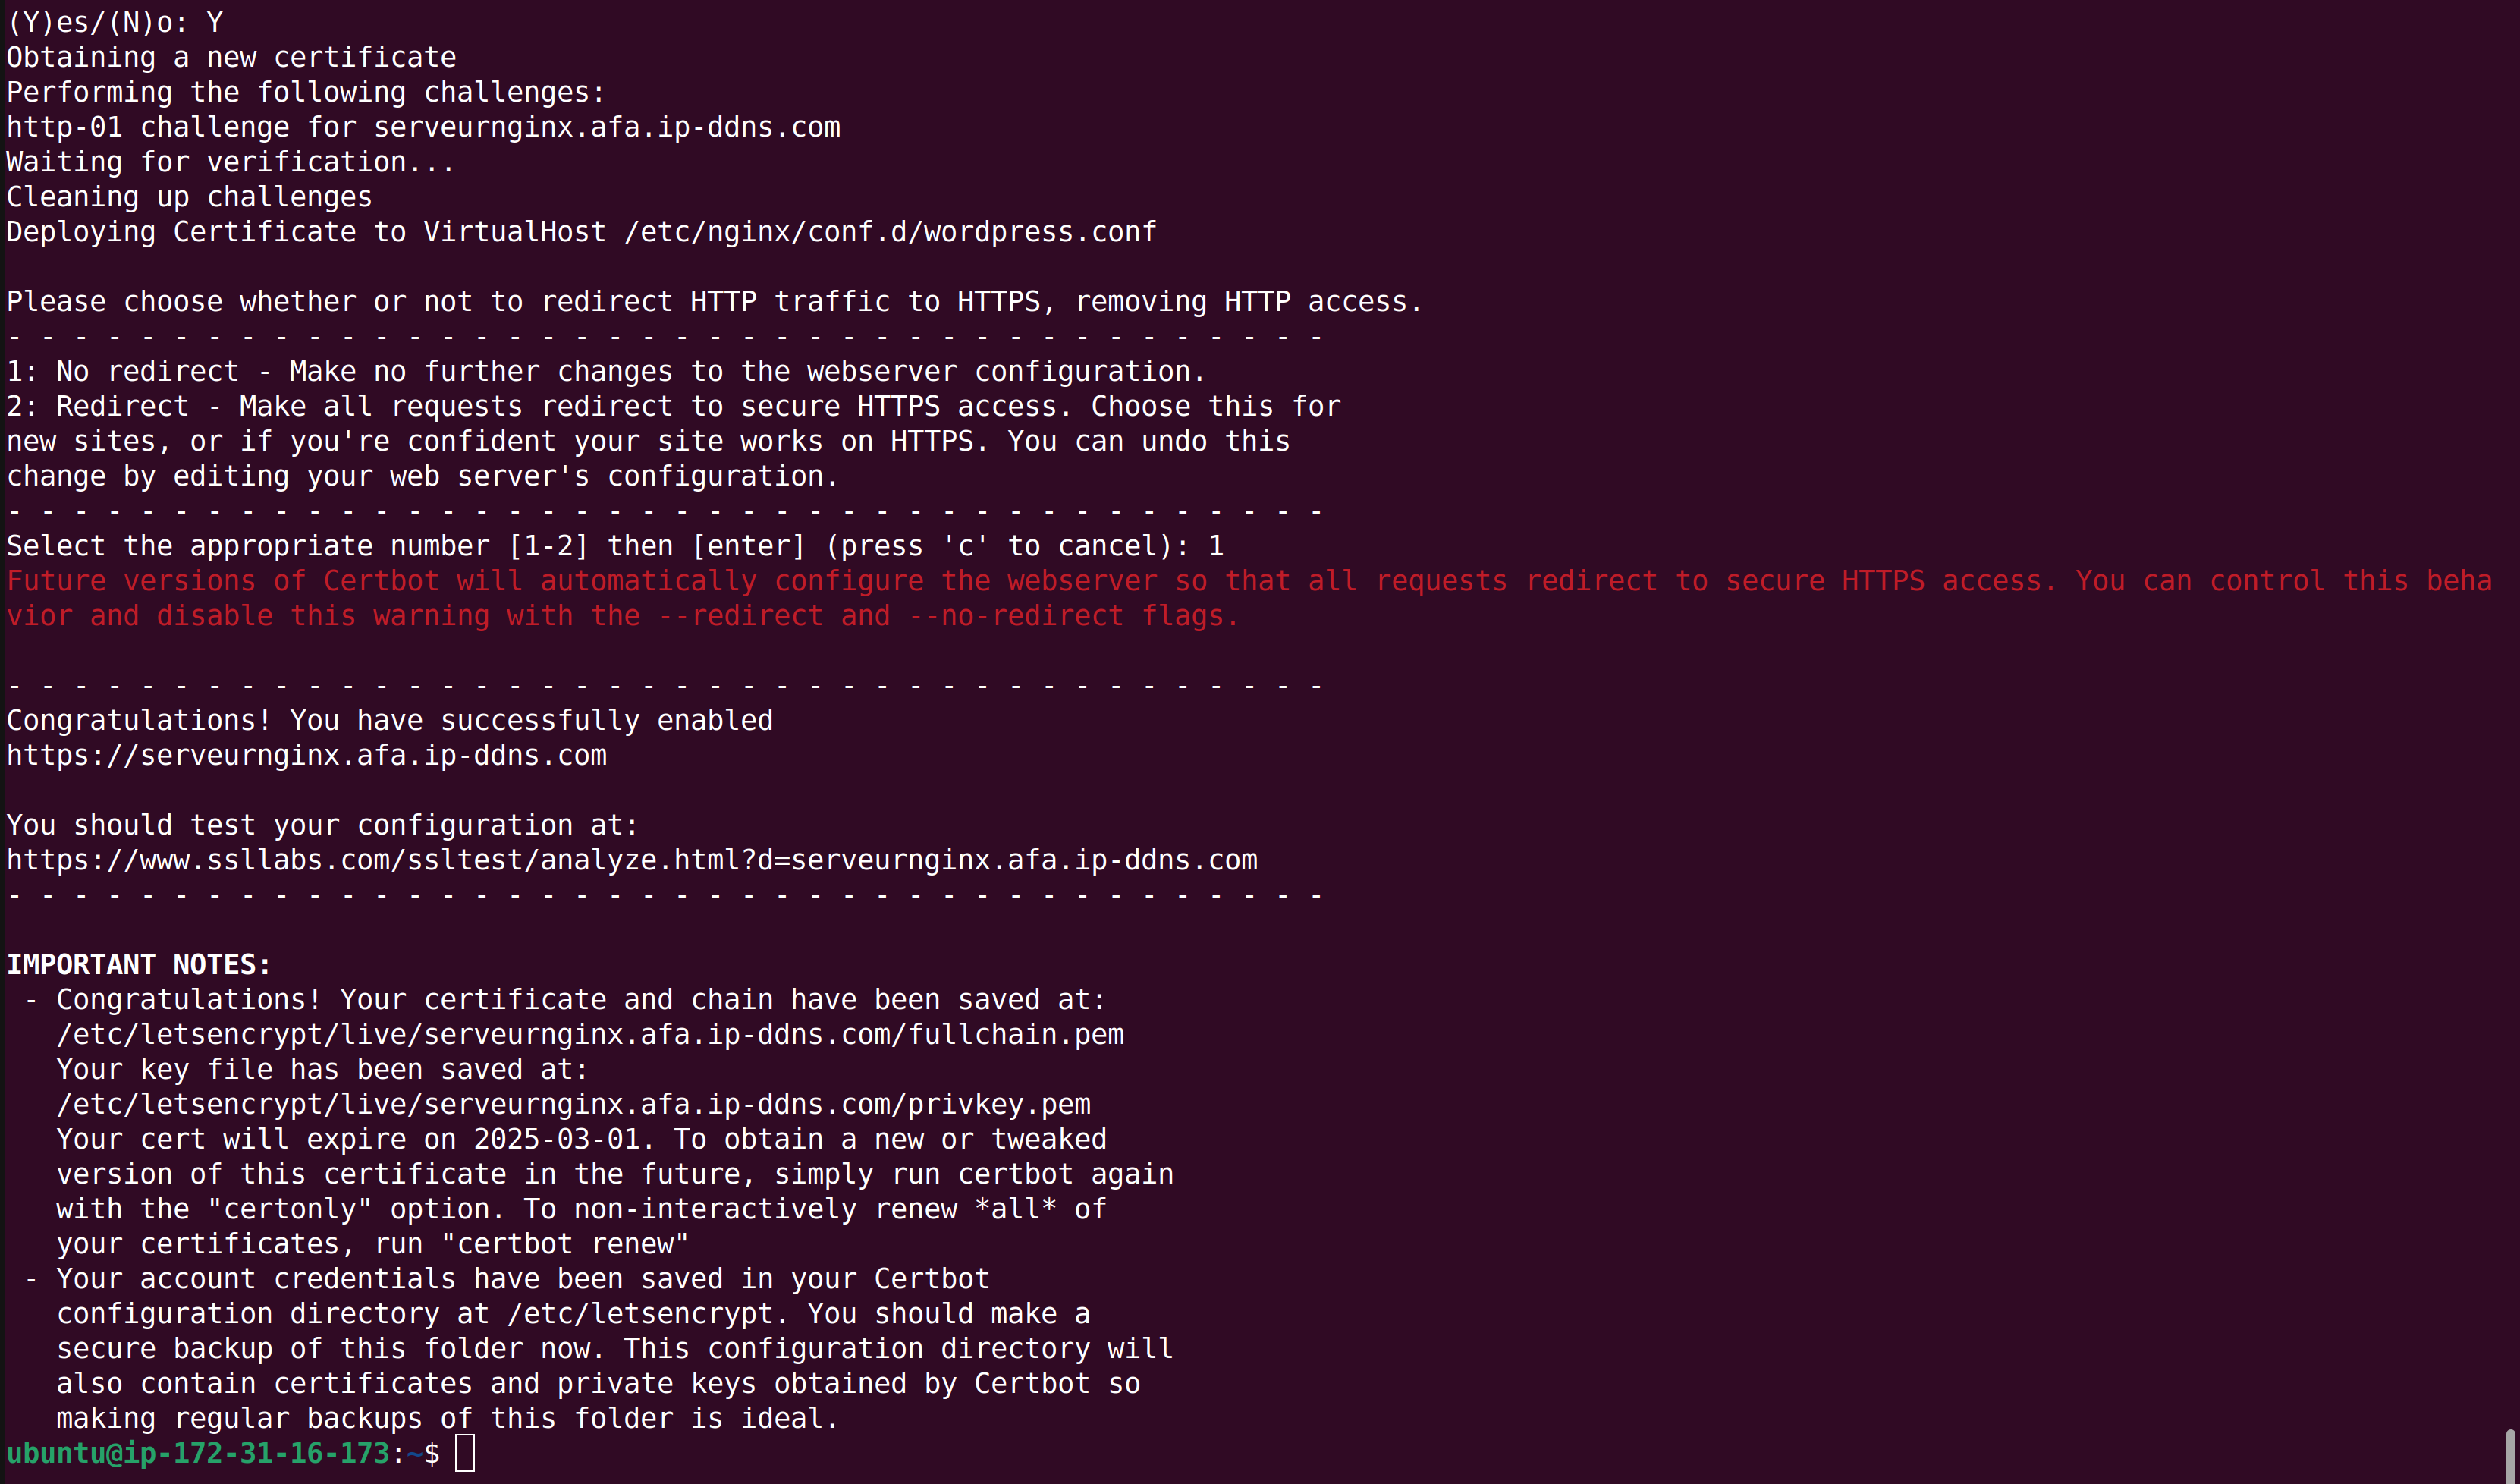 (Y)es/(N)o: Y
Obtaining a new certificate
Performing the following challenges:
http-01 challenge for serveurnginx.afa.ip-ddns.com
Waiting for verification...
Cleaning up challenges
Deploying Certificate to VirtualHost /etc/nginx/conf.d/wordpress.conf
Please choose whether or not to redirect HTTP traffic to HTTPS, removing HTTP access.
- - - - - - - - - - - - - - - - - - - - - - - - - - - - - - - - - - - - - - - -
1: No redirect - Make no further changes to the webserver configuration.
2: Redirect - Make all requests redirect to secure HTTPS access. Choose this for
new sites, or if you're confident your site works on HTTPS. You can undo this
change by editing your web server's configuration.
- - - - - - - - - - - - - - - - - - - - - - - - - - - - - - - - - - - - - - - -
Select the appropriate number [1-2] then [enter] (press 'c' to cancel): 1
Future versions of Certbot will automatically configure the webserver so that all requests redirect to secure HTTPS access. You can control this beha
vior and disable this warning with the --redirect and --no-redirect flags.
- - - - - - - - - - - - - - - - - - - - - - - - - - - - - - - - - - - - - - - -
Congratulations! You have successfully enabled
https://serveurnginx.afa.ip-ddns.com
You should test your configuration at:
https://www.ssllabs.com/ssltest/analyze.html?d=serveurnginx.afa.ip-ddns.com
- - - - - - - - - - - - - - - - - - - - - - - - - - - - - - - - - - - - - - - -
IMPORTANT NOTES:
 - Congratulations! Your certificate and chain have been saved at:
   /etc/letsencrypt/live/serveurnginx.afa.ip-ddns.com/fullchain.pem
   Your key file has been saved at:
   /etc/letsencrypt/live/serveurnginx.afa.ip-ddns.com/privkey.pem
   Your cert will expire on 2025-03-01. To obtain a new or tweaked
   version of this certificate in the future, simply run certbot again
   with the "certonly" option. To non-interactively renew *all* of
   your certificates, run "certbot renew"
 - Your account credentials have been saved in your Certbot
   configuration directory at /etc/letsencrypt. You should make a
   secure backup of this folder now. This configuration directory will
   also contain certificates and private keys obtained by Certbot so
   making regular backups of this folder is ideal.
ubuntu@ip-172-31-16-173:~$